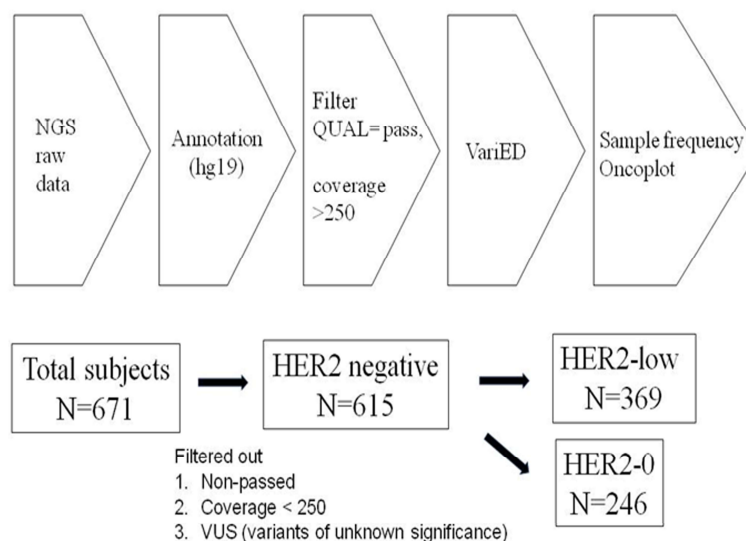 NGS
raw
data
Annotation
(hg19)
Filter
QUAL= pass,
coverage
>250
VariED
Sample frequency
Oncoplot
Total subjects
N=671
HER2 negative
N=615
HER2-low
N=369
HER2-0
N=246
Filtered out
1. Non-passed
2. Coverage < 250
3. VUS (variants of unknown significance)